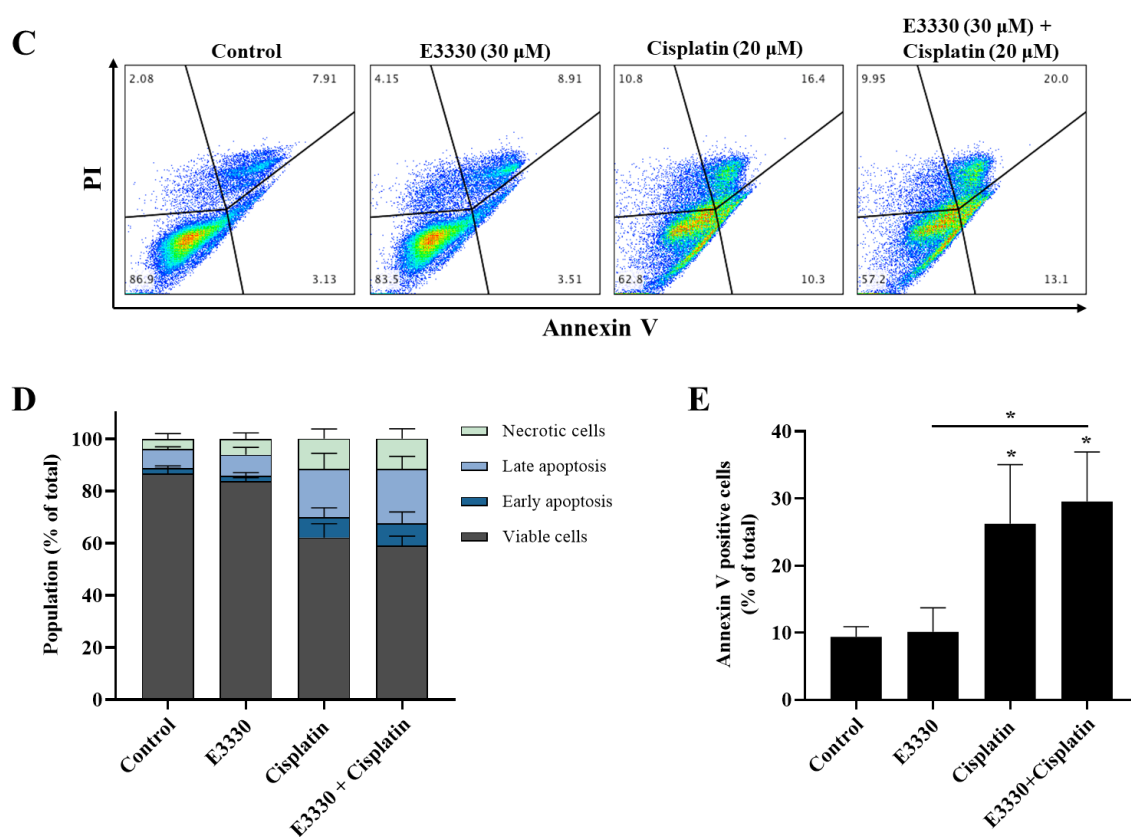 C
Control
E3330 (30 µM)
Cisplatin (20 µM)
E3330 (30 µM) +
Cisplatin (20 µM)
PI
2.08
7.91
86.9
3.13
4.15
8.91
83.5
3.51
10.8
16.4
62.8
10.3
9.95
20.0
57.2
13.1
Annexin V
D
Population (% of total)
100
80
60
40
20
0
Control
E3330
Cisplatin
E3330 + Cisplatin
Necrotic cells
Late apoptosis
Early apoptosis
Viable cells
E
Annexin V positive cells
(% of total)
40
30
20
10
0
*
*
*
Control
E3330
Cisplatin
E3330+Cisplatin